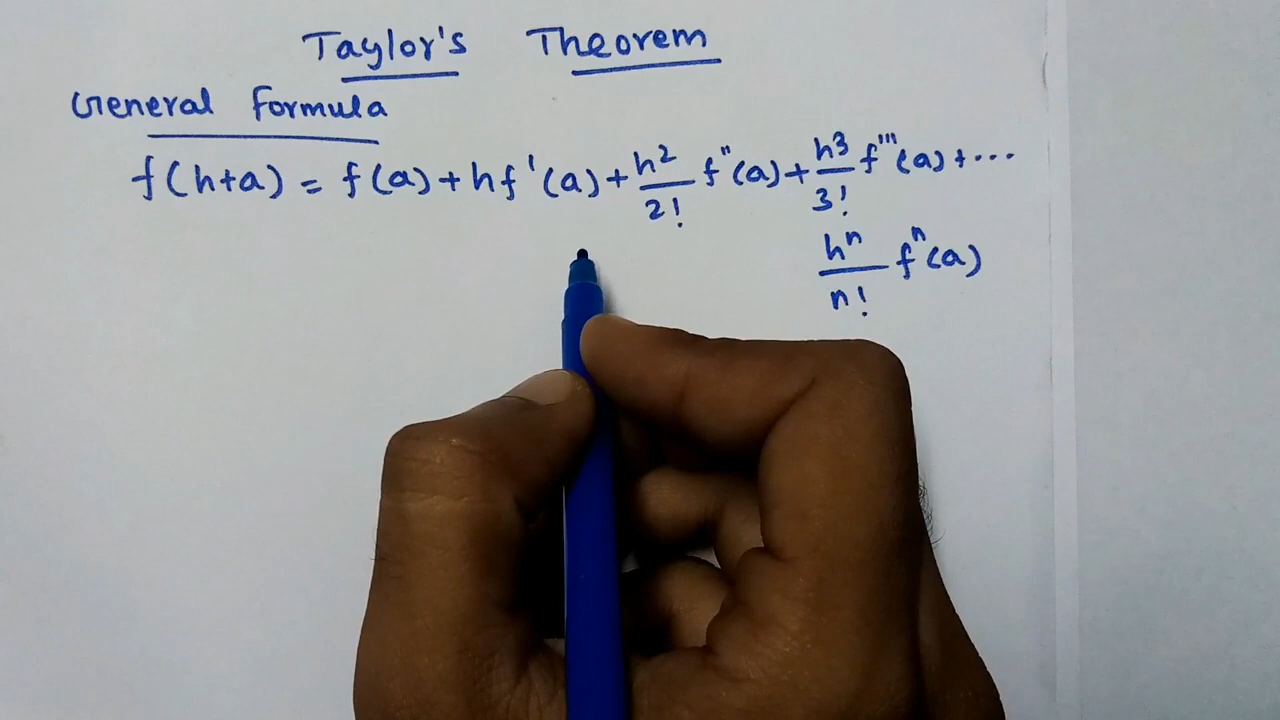 Taylor's Theorem
General Formula
f(h+a) = f(a) + hf'(a) + h²/2! f''(a) + h³/3! f'''(a) + ...
hⁿ/n! fⁿ(a)